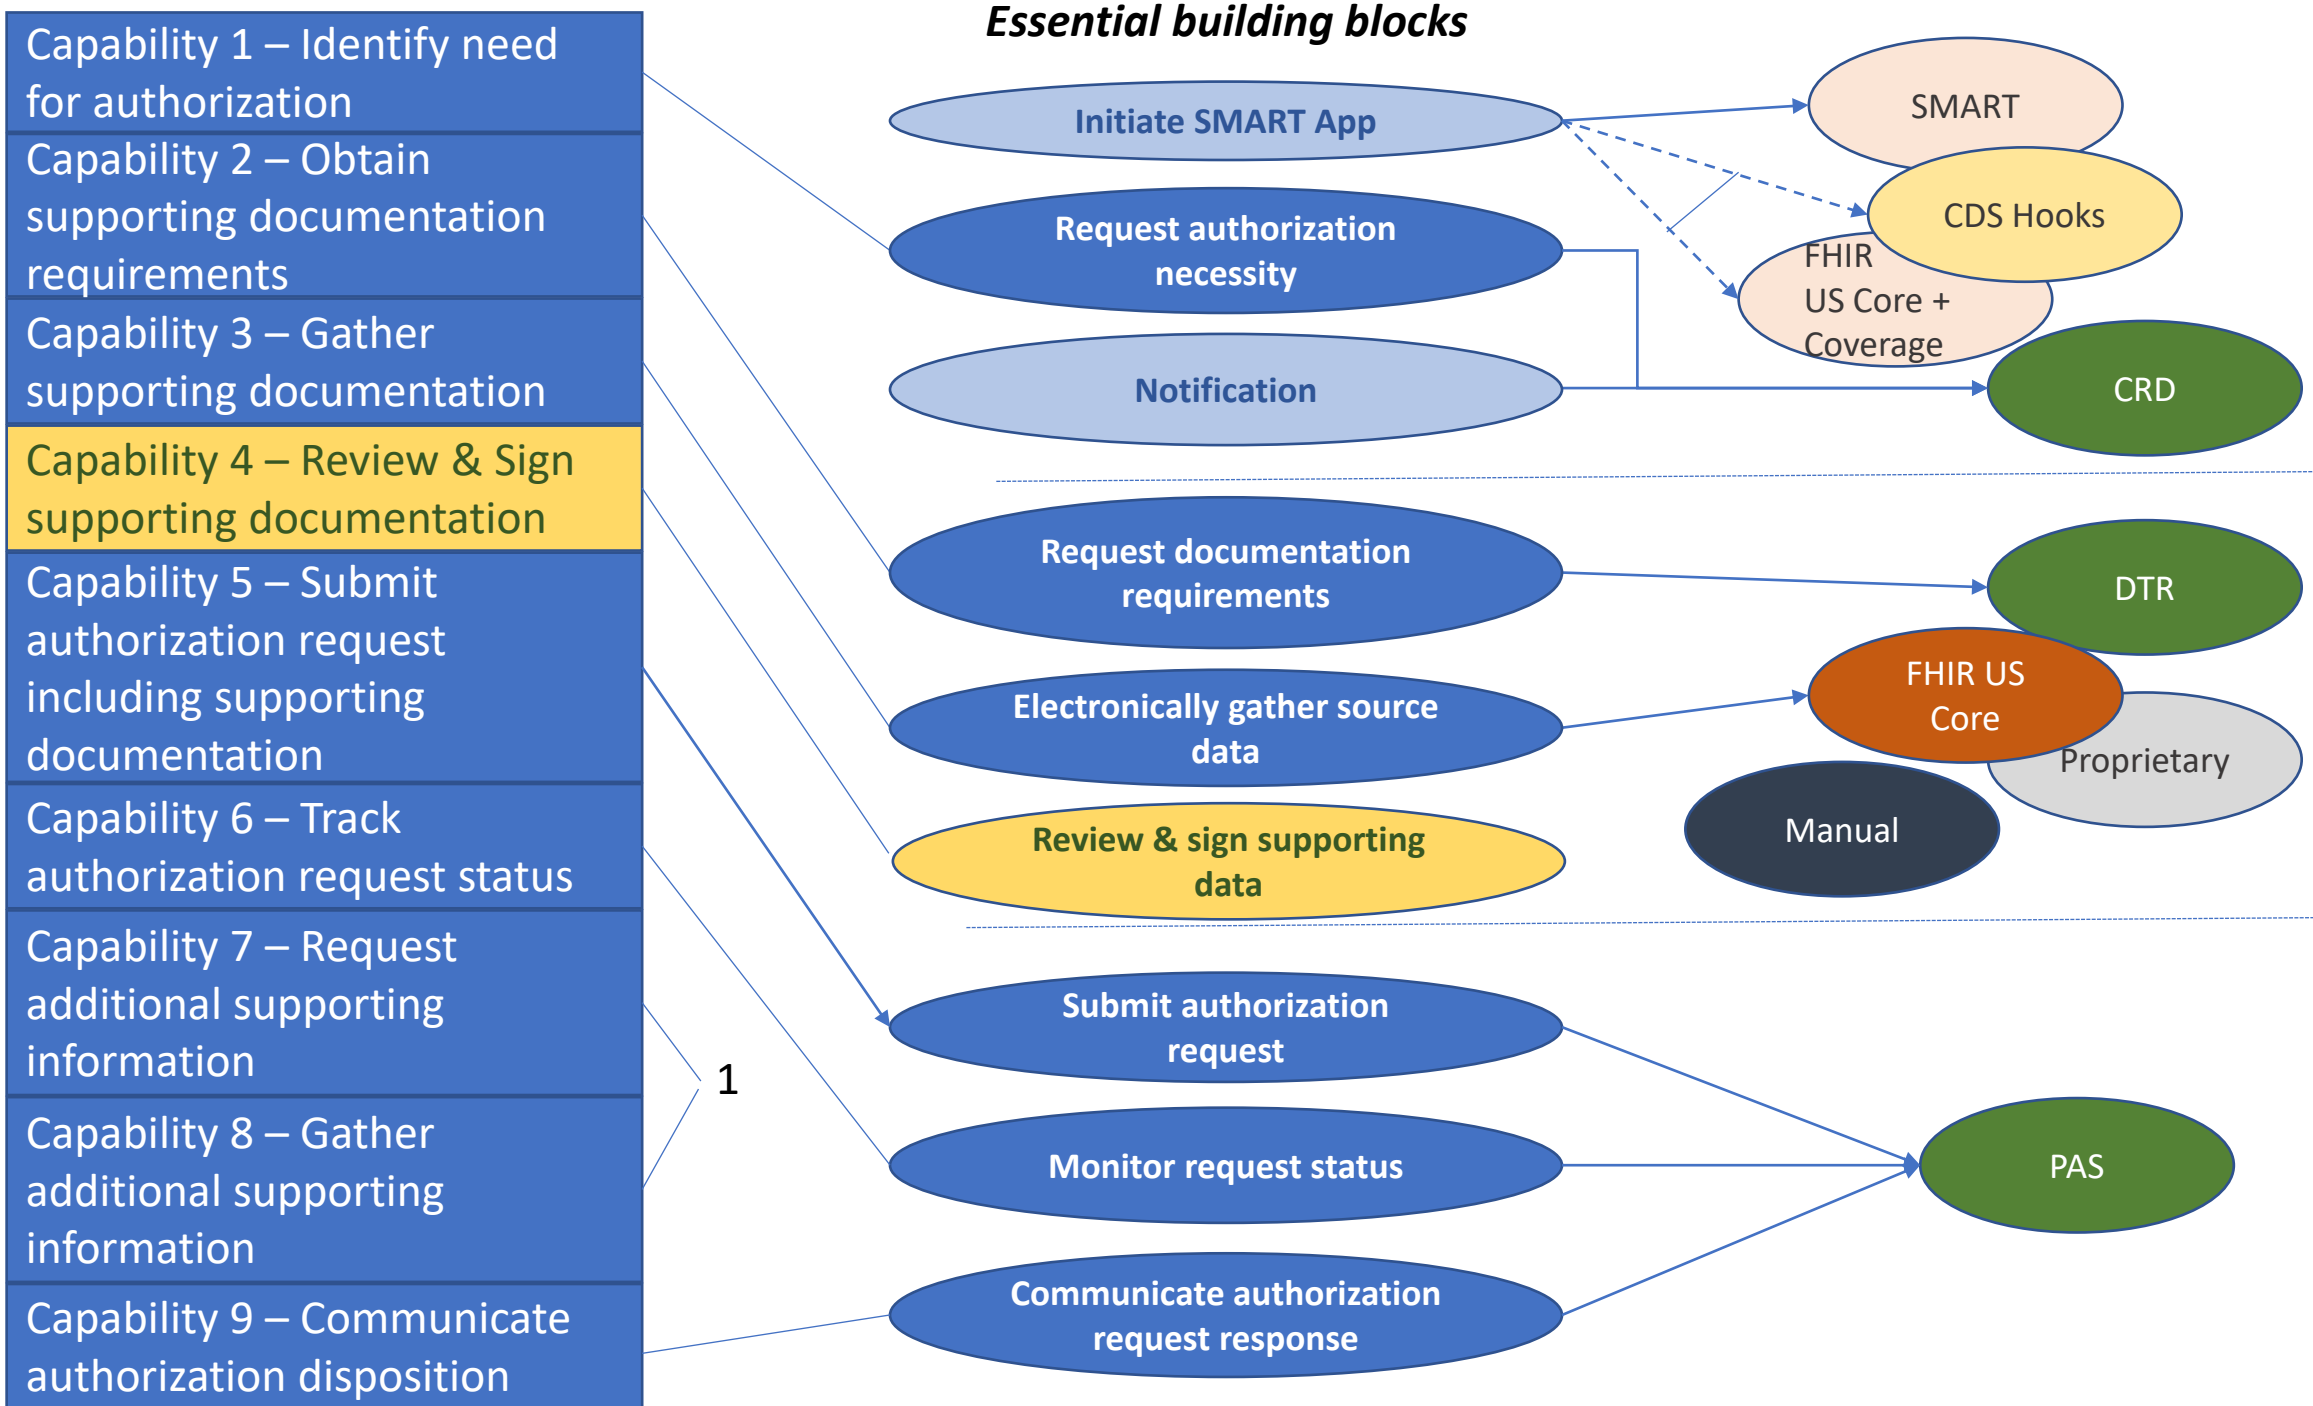 Essential building blocks
Capability 1 – Identify need
for authorization
Capability 2 – Obtain
supporting documentation
requirements
Capability 3 – Gather
supporting documentation
Capability 4 – Review & Sign
supporting documentation
Capability 5 – Submit
authorization request
including supporting
documentation
Capability 6 – Track
authorization request status
Capability 7 – Request
additional supporting
information
Capability 8 – Gather
additional supporting
information
Capability 9 – Communicate
authorization disposition
1
Initiate SMART App
Request authorization
necessity
Notification
Request documentation
requirements
Electronically gather source
data
Review & sign supporting
data
Submit authorization
request
Monitor request status
Communicate authorization
request response
SMART
CDS Hooks
FHIR
US Core +
Coverage
CRD
DTR
FHIR US
Core
Proprietary
Manual
PAS